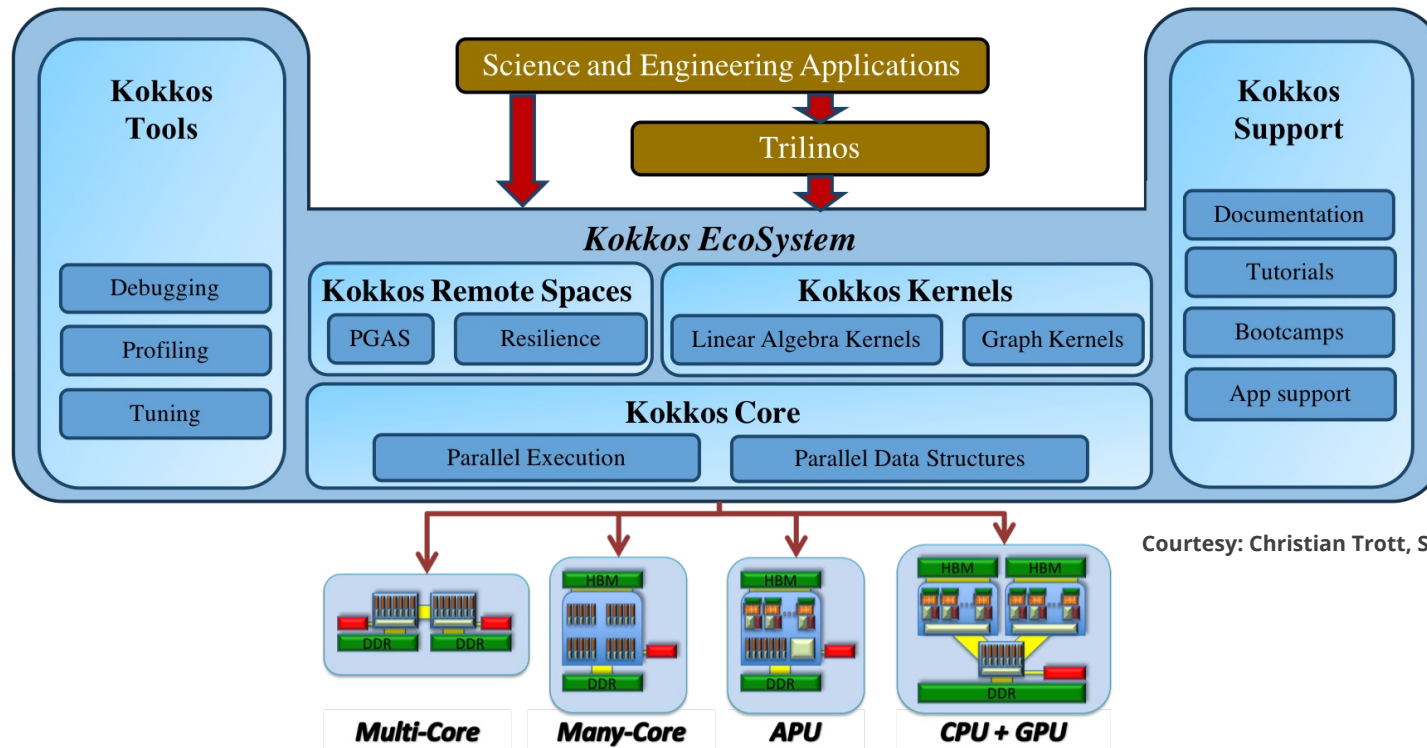 Kokkos
Tools
Debugging
Profiling
Tuning
Science and Engineering Applications
Trilinos
Kokkos EcoSystem
Kokkos Remote Spaces
PGAS
Resilience
Kokkos Kernels
Linear Algebra Kernels
Graph Kernels
Kokkos Core
Parallel Execution
Parallel Data Structures
Kokkos
Support
Documentation
Tutorials
Bootcamps
App support
Courtesy: Christian Trott, S
DDR
DDR
Multi-Core
HBM
DDR
Many-Core
HBM
DDR
APU
HBM
HBM
DDR
CPU + GPU